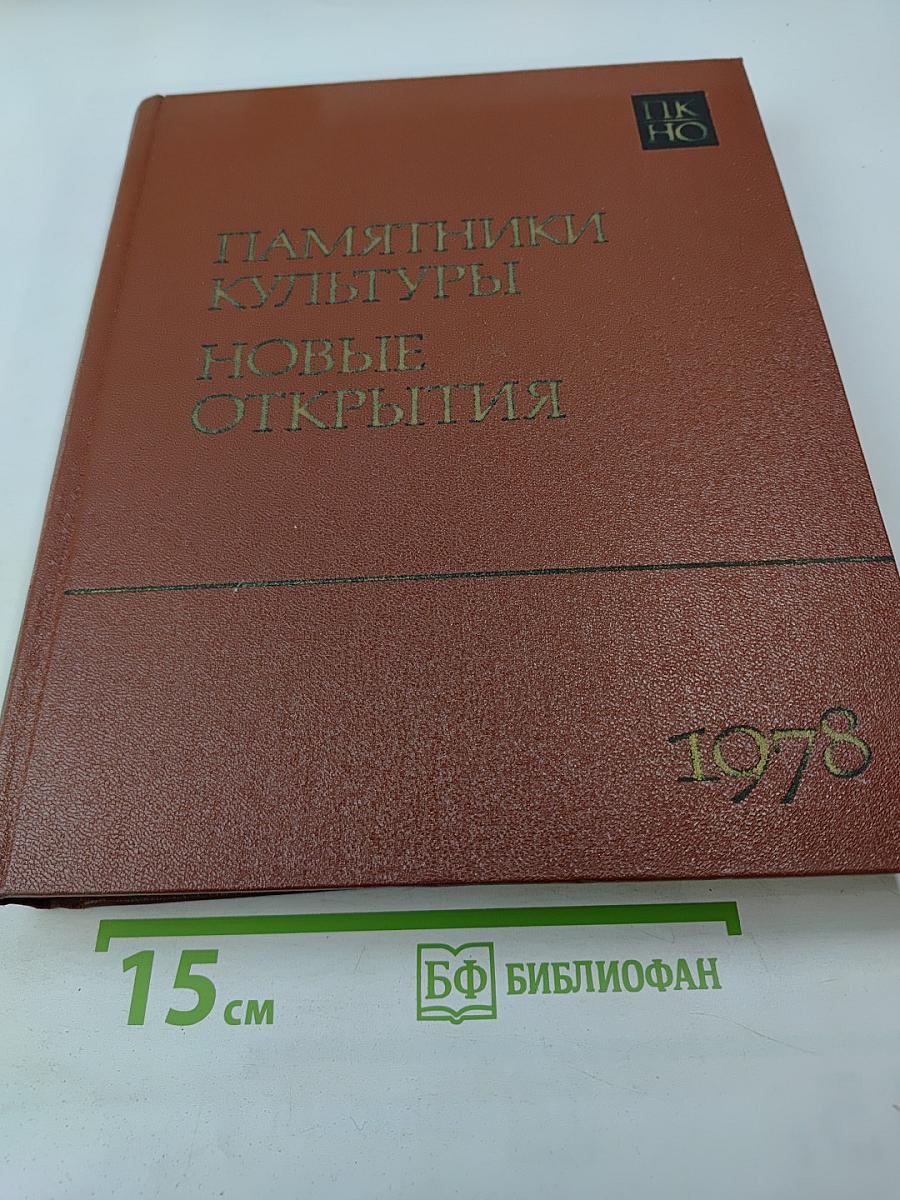 ПК
НО
ПАМЯТНИКИ
КУЛЬТУРЫ
НОВЫЕ
ОТКРЫТИЯ
1978
15 см
БФ БИБЛИОФАН